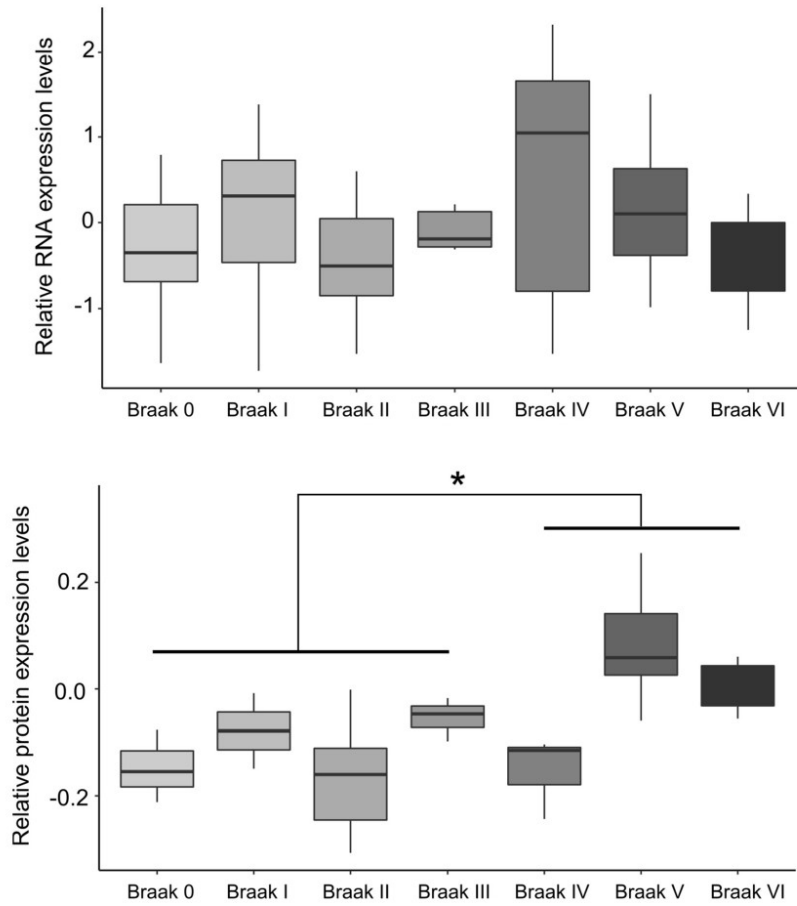 Relative RNA expression levels
2
1
0
-1
Braak 0 Braak I Braak II Braak III Braak IV Braak V Braak VI
*
Relative protein expression levels
0.2
0.0
-0.2
Braak 0 Braak I Braak II Braak III Braak IV Braak V Braak VI